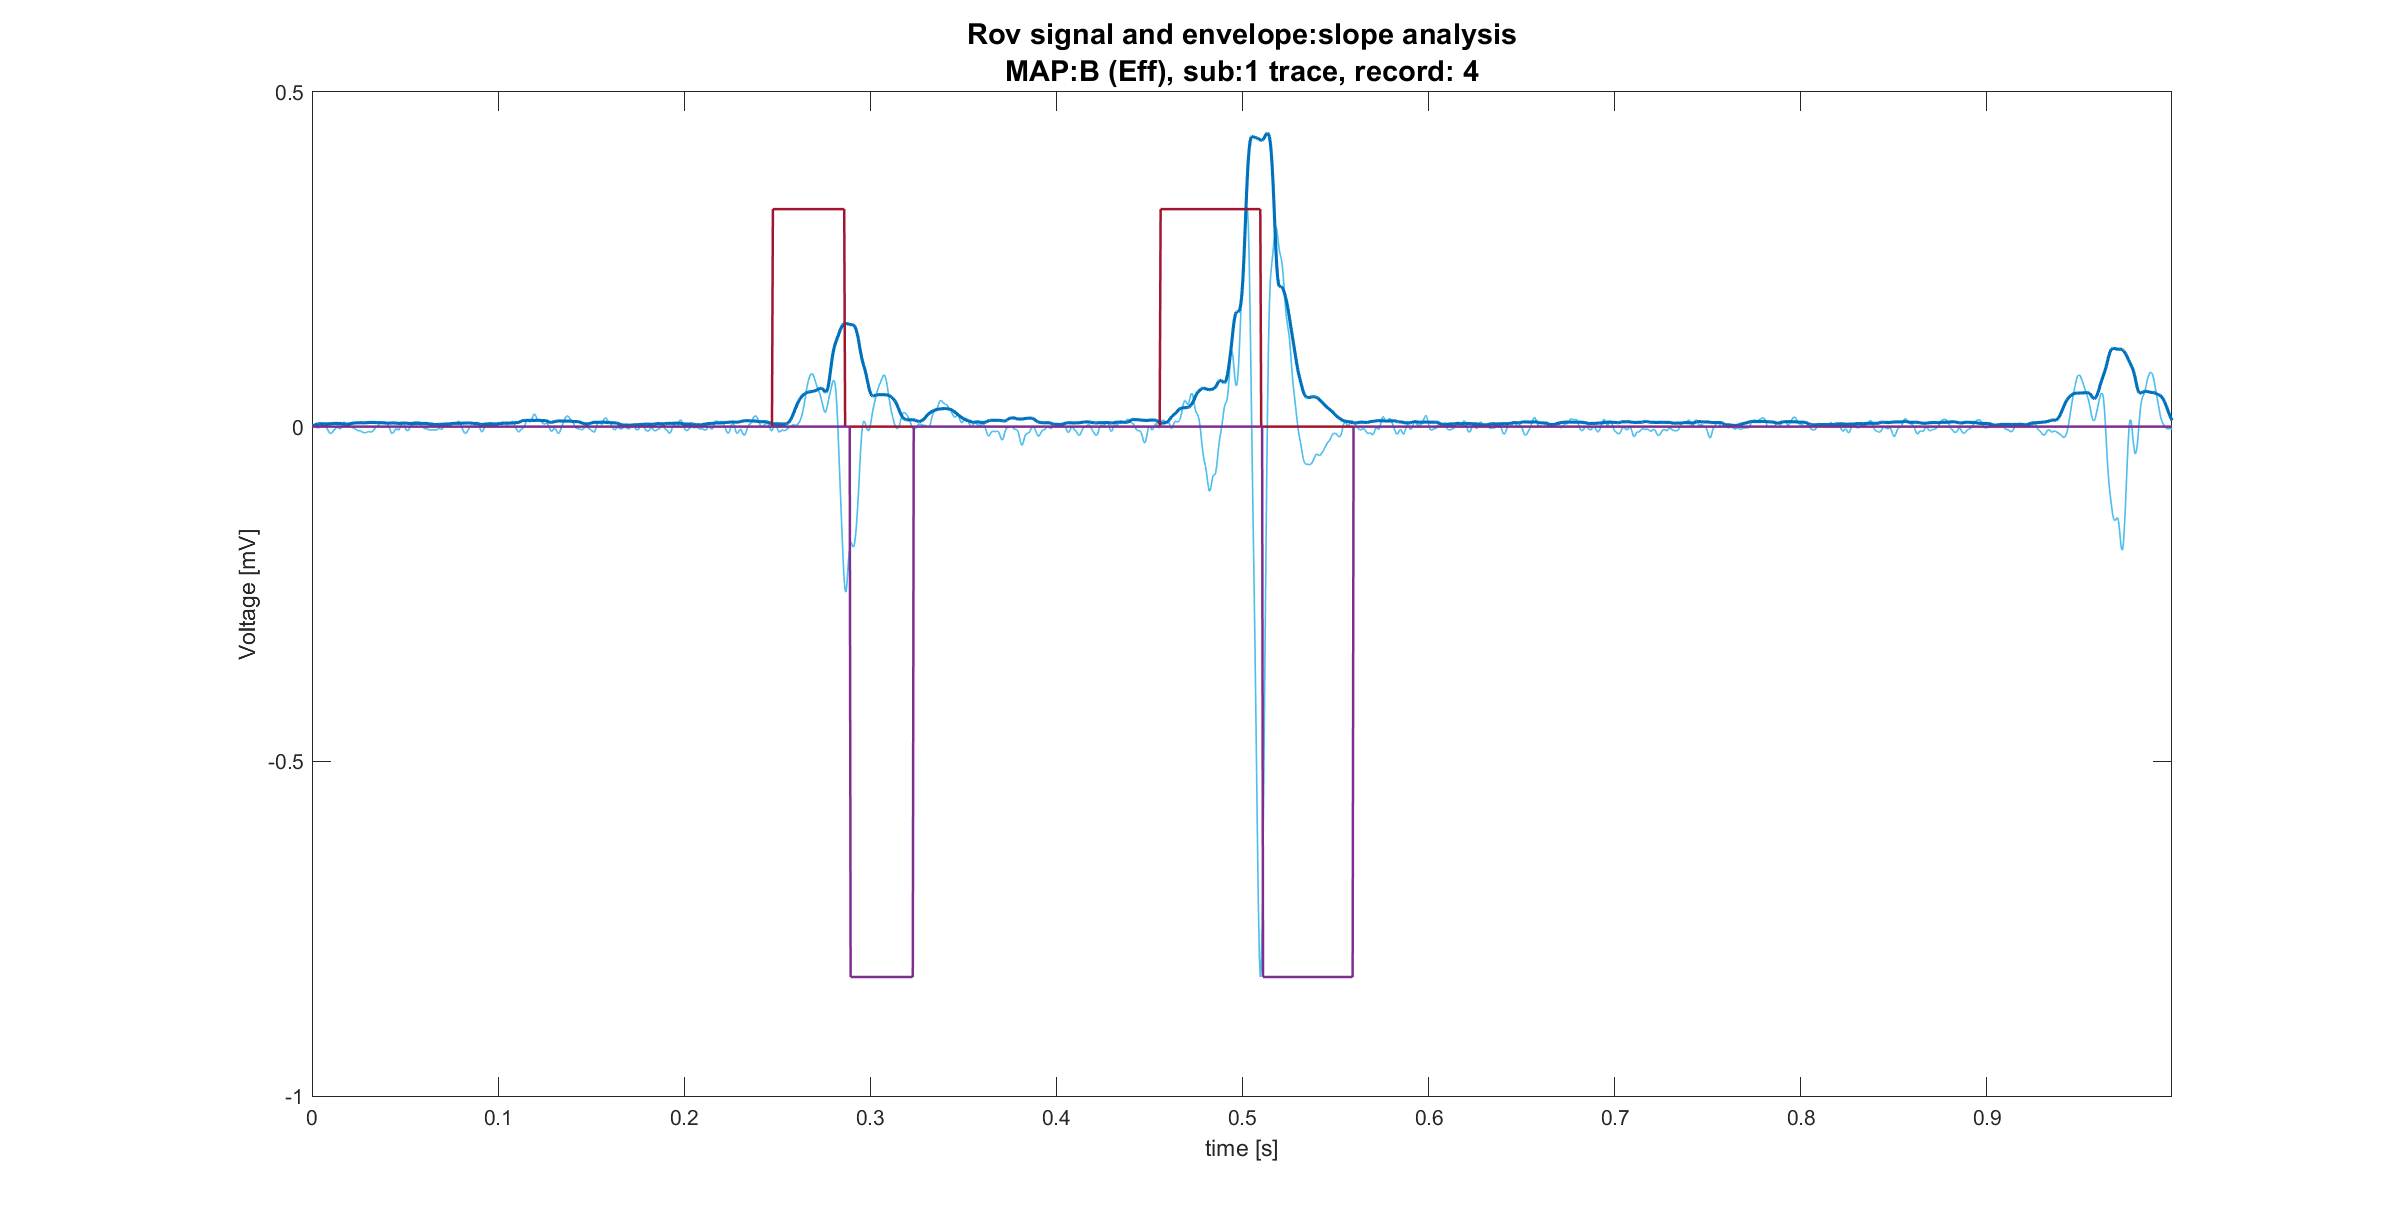 Rov signal and envelope:slope analysis
MAP:B (Eff), sub:1 trace, record: 4
0.5
0
-0.5
-1
Voltage [mV]
0 0.1 0.2 0.3 0.4 0.5 0.6 0.7 0.8 0.9
time [s]